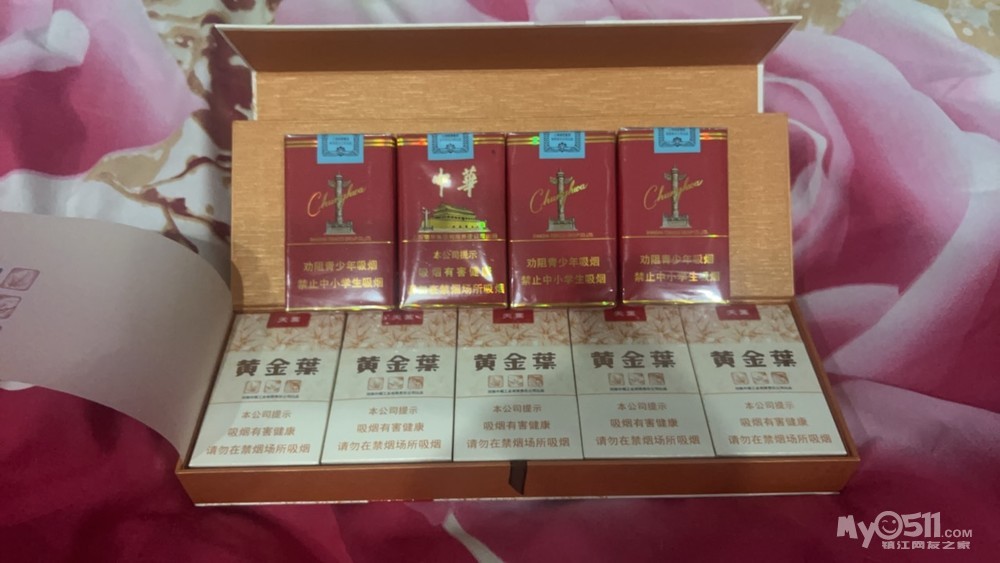 Chunghwa
中華
Chunghwa
Chunghwa
劝阻青少年吸烟
禁止中小学生吸烟
本公司提示
吸烟有害健康
请勿在禁烟场所吸烟
劝阻青少年吸烟
禁止中小学生吸烟
劝阻青少年吸烟
禁止中小学生吸烟
天葉
天葉
天葉
天葉
天葉
黄金葉
黄金葉
黄金葉
黄金葉
黄金葉
本公司提示
吸烟有害健康
请勿在禁烟场所吸烟
本公司提示
吸烟有害健康
请勿在禁烟场所吸烟
本公司提示
吸烟有害健康
请勿在禁烟场所吸烟
本公司提示
吸烟有害健康
请勿在禁烟场所吸烟
本公司提示
吸烟有害健康
请勿在禁烟场所吸烟
My0511.COM
镇江网友之家